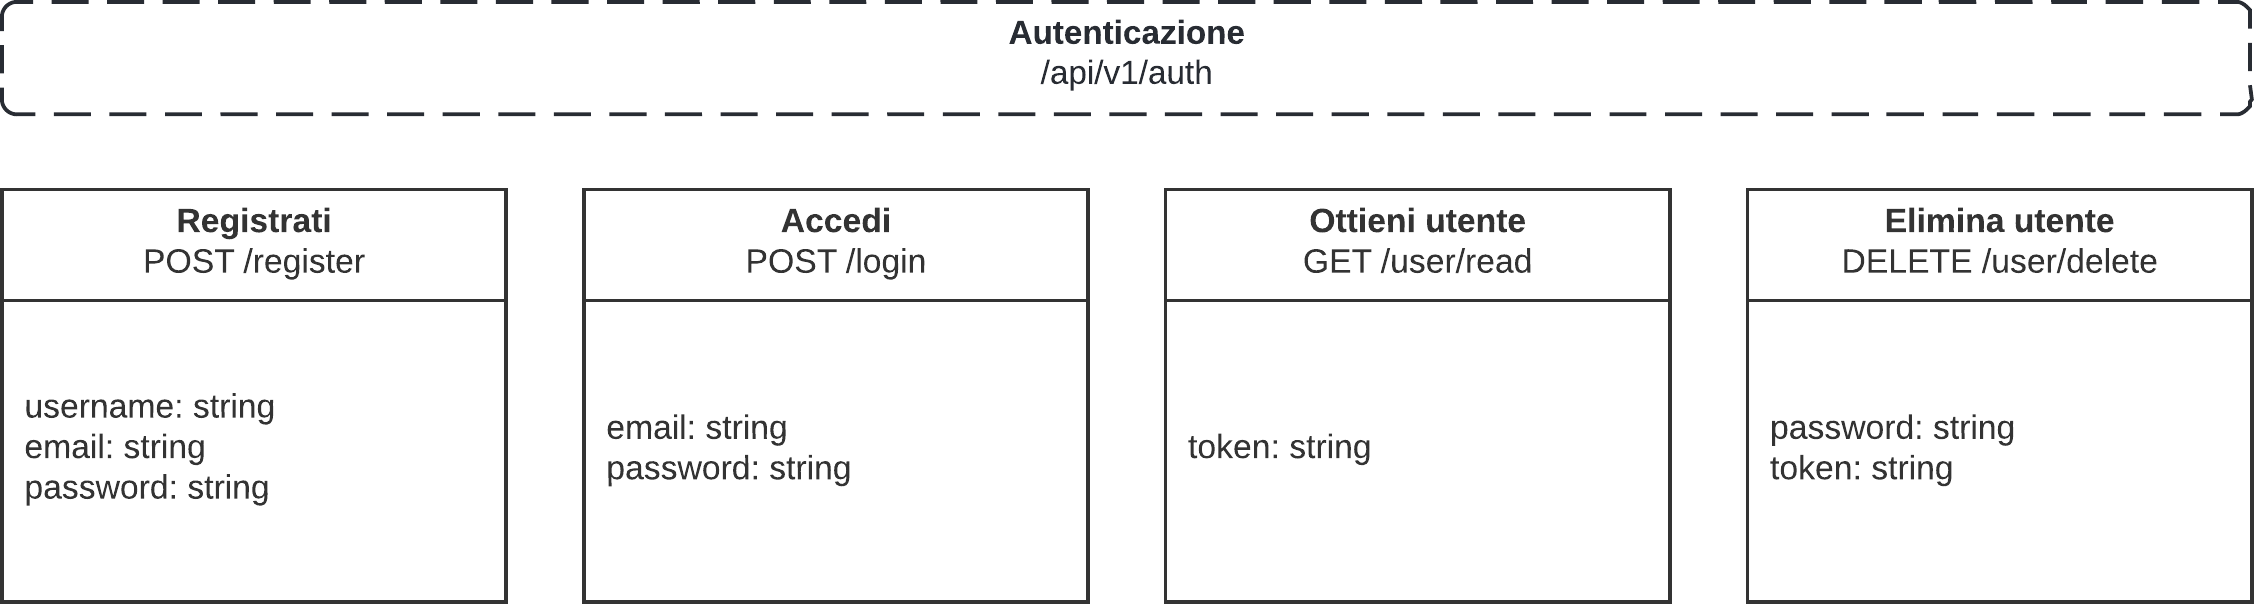 Autenticazione
/api/v1/auth
Registrati
POST /register
username: string
email: string
password: string
Accedi
POST /login
email: string
password: string
Ottieni utente
GET /user/read
token: string
Elimina utente
DELETE /user/delete
password: string
token: string